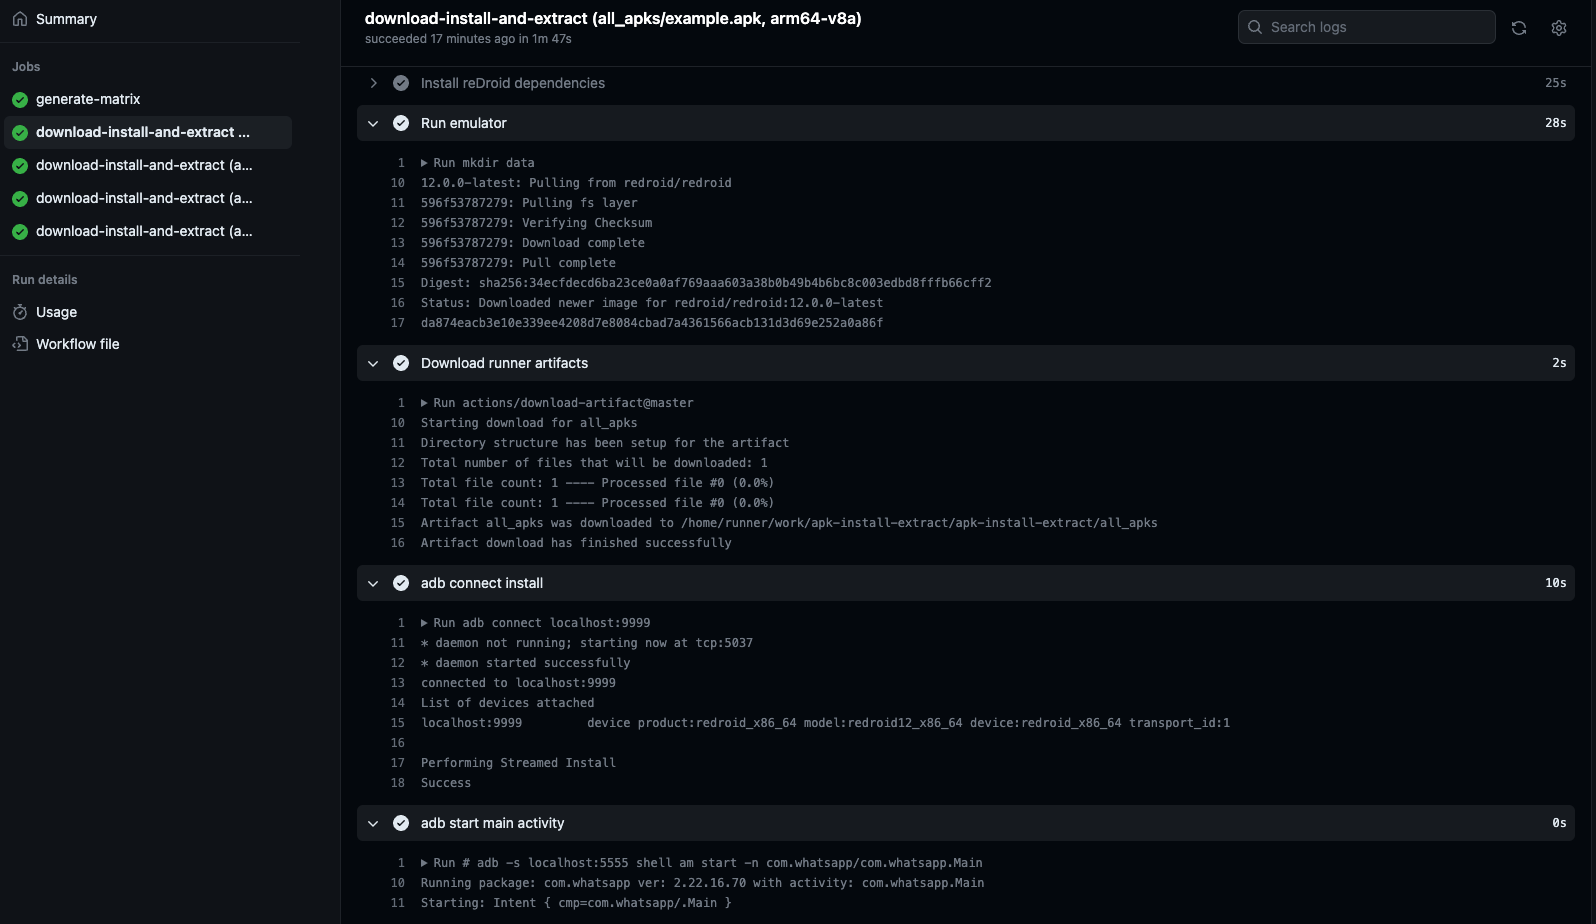 Summary
Jobs
generate-matrix
download-install-and-extract ...
download-install-and-extract (a...
download-install-and-extract (a...
download-install-and-extract (a...
Run details
Usage
Workflow file
download-install-and-extract (all_apks/example.apk, arm64-v8a)
succeeded 17 minutes ago in 1m 47s
Search logs
Install reDroid dependencies 25s
Run emulator 28s
1 Run mkdir data
10 12.0.0-latest: Pulling from redroid/redroid
11 596f53787279: Pulling fs layer
12 596f53787279: Verifying Checksum
13 596f53787279: Download complete
14 596f53787279: Pull complete
15 Digest: sha256:34ecfdecd6ba23ce0a0af769aaa603a38b0b49b4b6bc8c003edbd8fffb66cff2
16 Status: Downloaded newer image for redroid/redroid:12.0.0-latest
17 da874eacb3e10e339ee4208d7e8084cbad7a4361566acb131d3d69e252a0a86f
Download runner artifacts 2s
1 Run actions/download-artifact@master
10 Starting download for all_apks
11 Directory structure has been setup for the artifact
12 Total number of files that will be downloaded: 1
13 Total file count: 1 ---- Processed file #0 (0.0%)
14 Total file count: 1 ---- Processed file #0 (0.0%)
15 Artifact all_apks was downloaded to /home/runner/work/apk-install-extract/apk-install-extract/all_apks
16 Artifact download has finished successfully
adb connect install 10s
1 Run adb connect localhost:9999
11 * daemon not running; starting now at tcp:5037
12 * daemon started successfully
13 connected to localhost:9999
14 List of devices attached
15 localhost:9999 device product:redroid_x86_64 model:redroid12_x86_64 device:redroid_x86_64 transport_id:1
16
17 Performing Streamed Install
18 Success
adb start main activity 0s
1 Run # adb -s localhost:5555 shell am start -n com.whatsapp/com.whatsapp.Main
10 Running package: com.whatsapp ver: 2.22.16.70 with activity: com.whatsapp.Main
11 Starting: Intent { cmp=com.whatsapp/.Main }